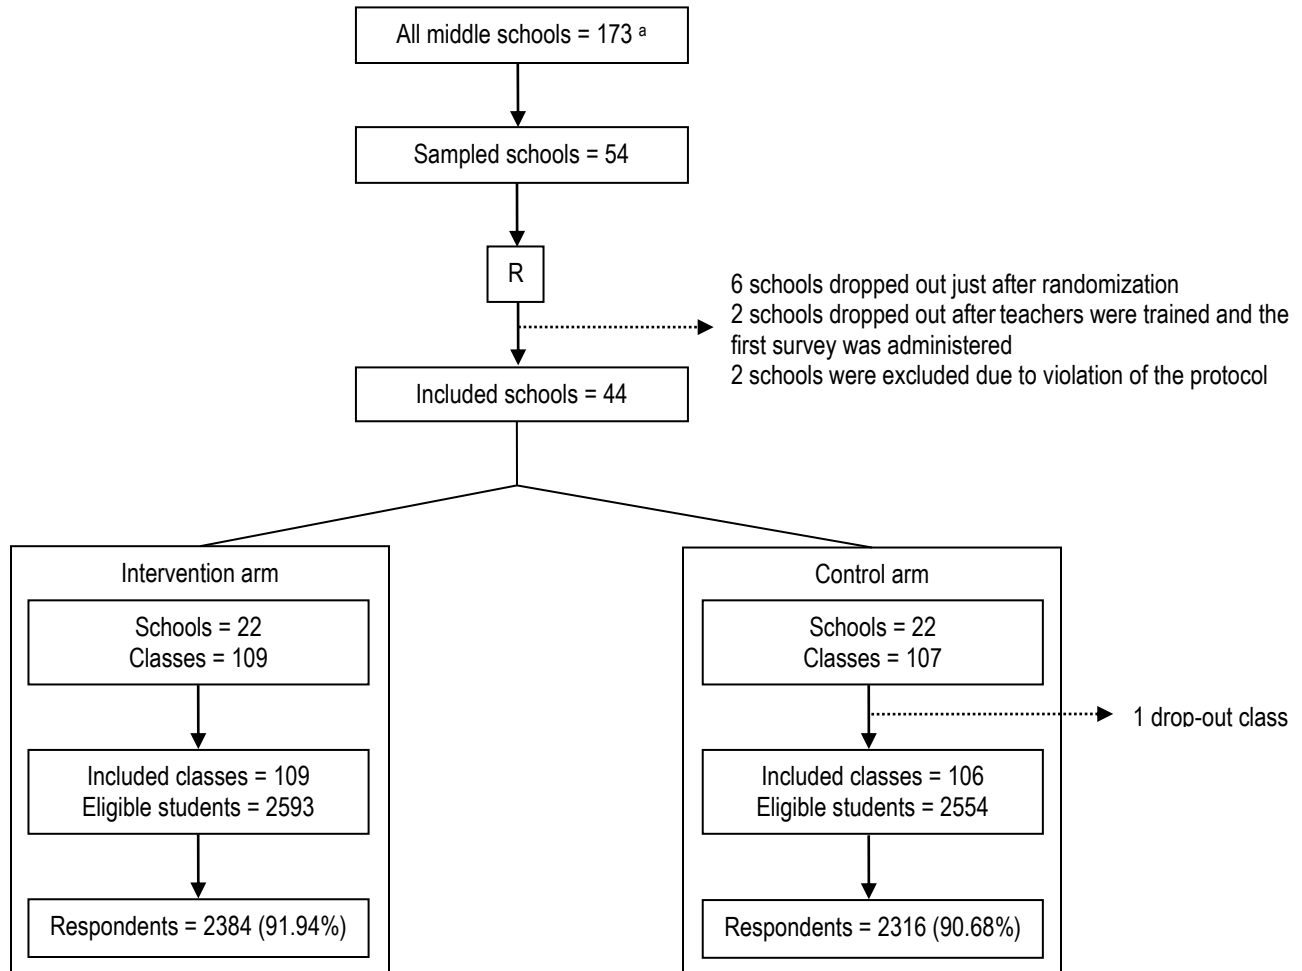 All middle schools = 173 ᵃ
Sampled schools = 54
R
6 schools dropped out just after randomization
2 schools dropped out after teachers were trained and the
first survey was administered
2 schools were excluded due to violation of the protocol
Included schools = 44
Intervention arm
Schools = 22
Classes = 109
Included classes = 109
Eligible students = 2593
Respondents = 2384 (91.94%)
Control arm
Schools = 22
Classes = 107
1 drop-out class
Included classes = 106
Eligible students = 2554
Respondents = 2316 (90.68%)